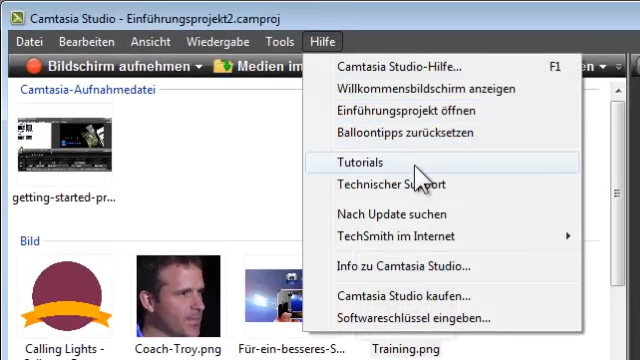 Camtasia Studio - Einführungsprojekt2.camproj
Datei Bearbeiten Ansicht Wiedergabe Tools Hilfe
Bildschirm aufnehmen Medien im
Camtasia-Aufnahmedatei
getting-started-pr...
Bild
Calling Lights -
Coach-Troy.png
Für-ein-besseres-S...
Training.png
Camtasia Studio-Hilfe... F1
Willkommensbildschirm anzeigen
Einführungsprojekt öffnen
Balloontipps zurücksetzen
Tutorials
Technischer Support
Nach Update suchen
TechSmith im Internet
Info zu Camtasia Studio...
Camtasia Studio kaufen...
Softwareschlüssel eingeben...